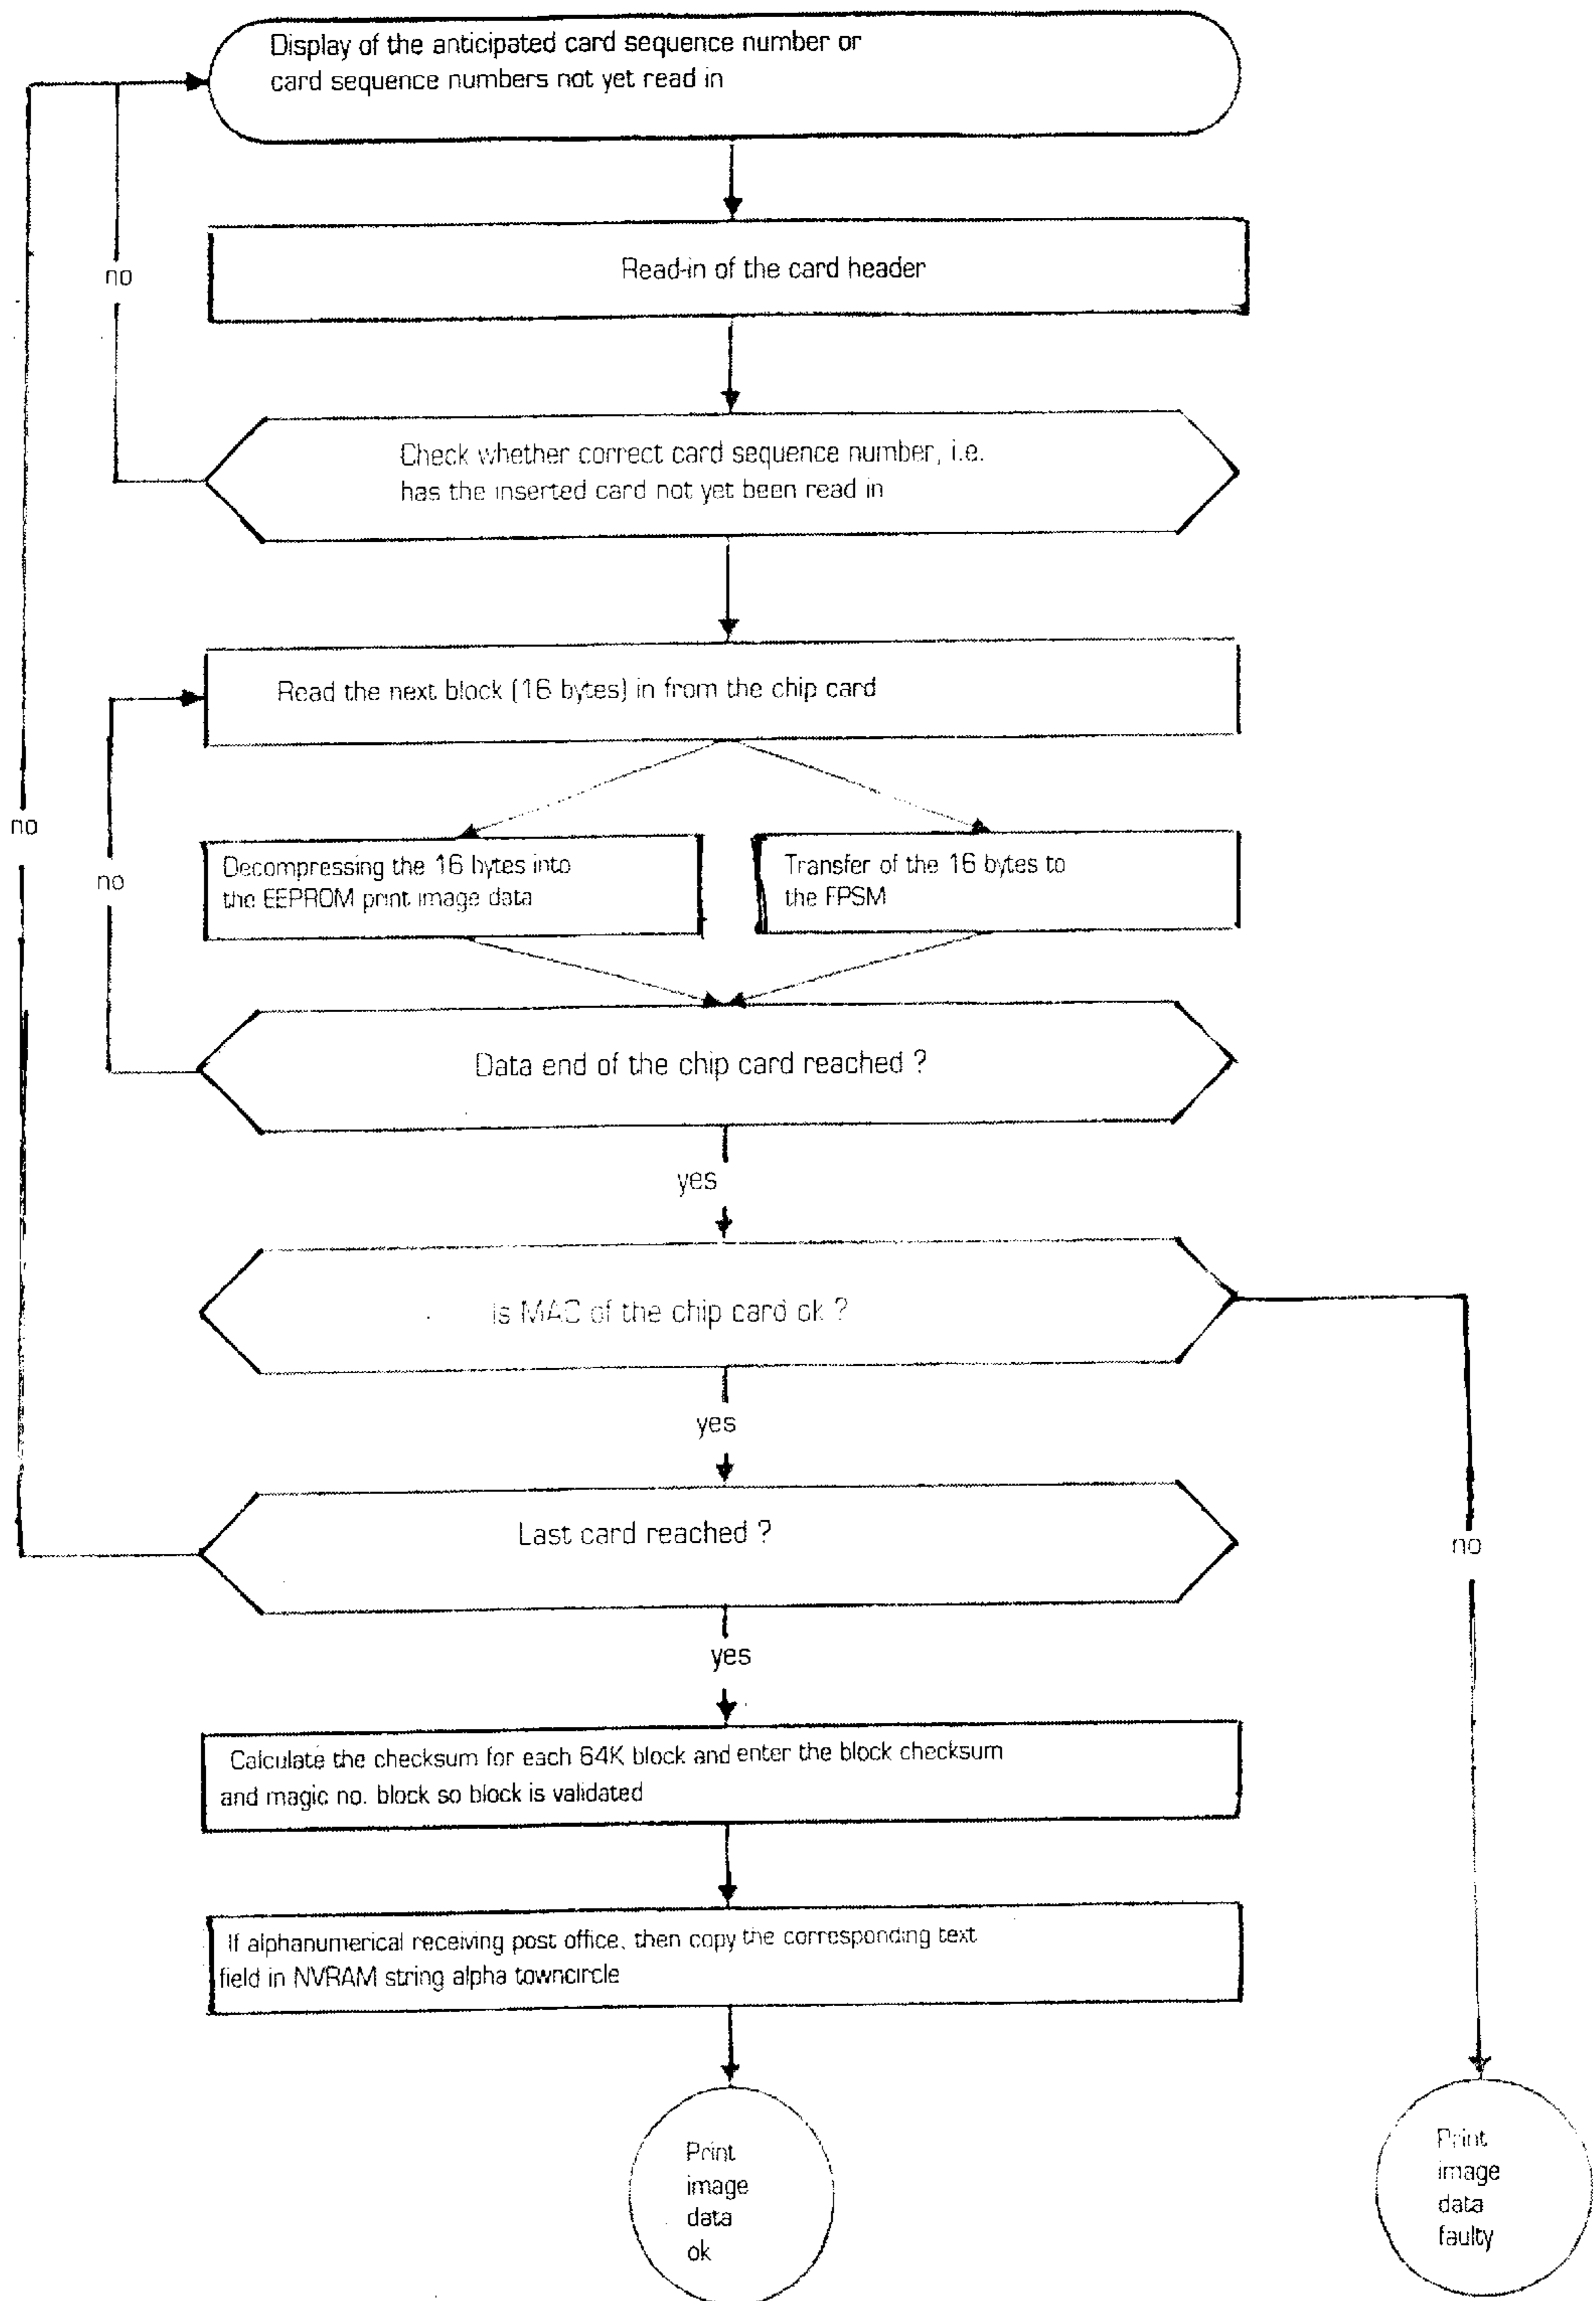 Display of the anticipated card sequence number or
card sequence numbers not yet read in
no
Read-in of the card header
Check whether correct card sequence number, i.e.
has the inserted card not yet been read in
Read the next block (16 bytes) in from the chip card
no
no
Decompressing the 16 bytes into
the EEPROM print image data
Transfer of the 16 bytes to
the FPSM
Data end of the chip card reached ?
yes
Is MAC of the chip card ok ?
yes
Last card reached ?
no
yes
Calculate the checksum for each 64K block and enter the block checksum
and magic no. block so block is validated
If alphanumerical receiving post office, then copy the corresponding text
field in NVRAM string alpha towncircle
Print
image
data
ok
Print
image
data
faulty